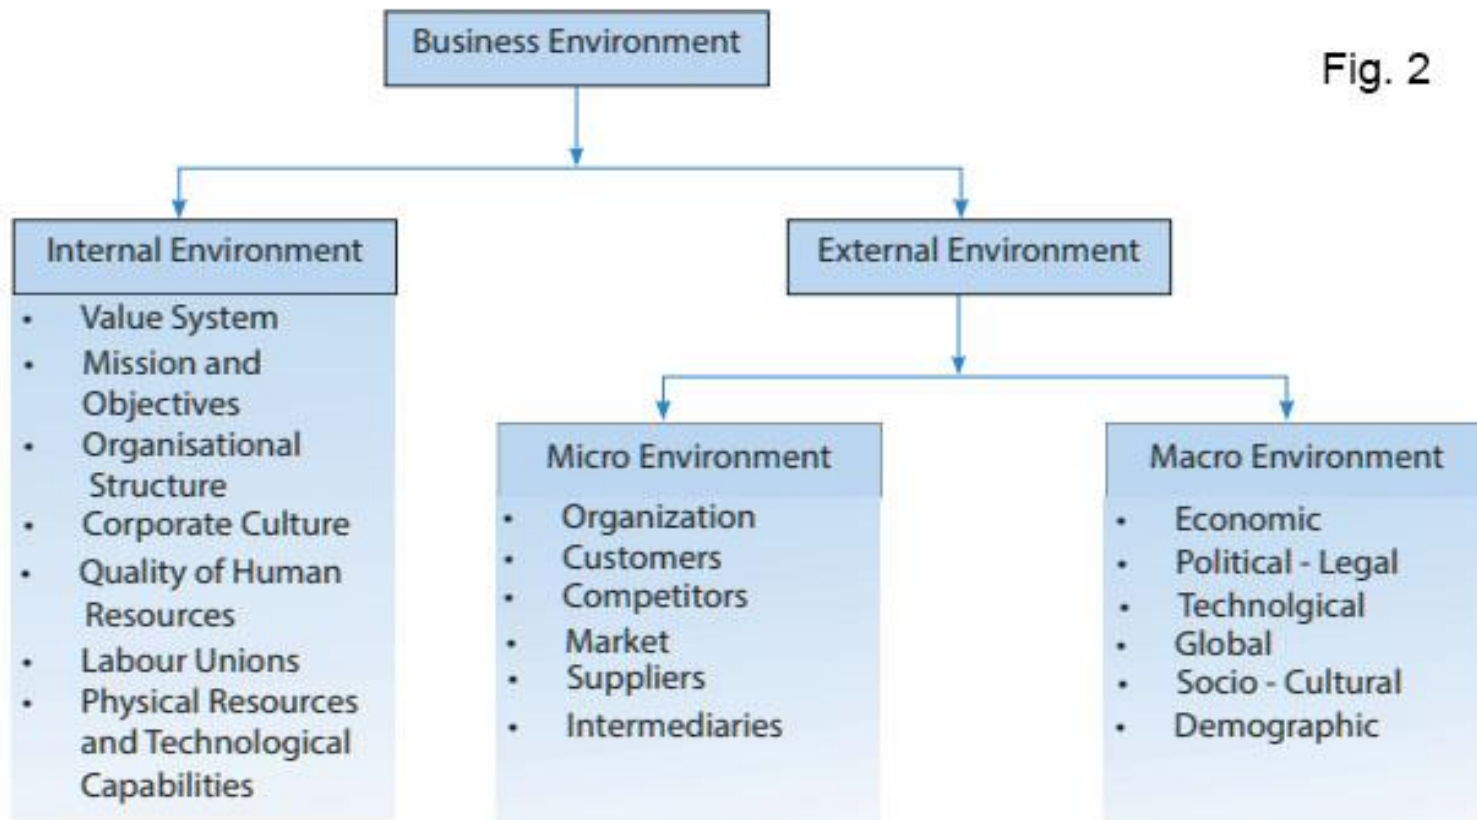 Business Environment
Fig. 2
Internal Environment
• Value System
• Mission and
Objectives
• Organisational
Structure
• Corporate Culture
• Quality of Human
Resources
• Labour Unions
• Physical Resources
and Technological
Capabilities
External Environment
Micro Environment
• Organization
• Customers
• Competitors
• Market
• Suppliers
• Intermediaries
Macro Environment
• Economic
• Political - Legal
• Technolgical
• Global
• Socio - Cultural
• Demographic